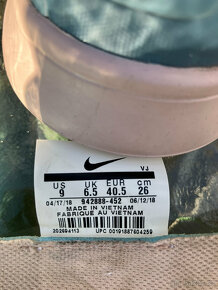 VJ
US UK EUR cm
9 6.5 40.5 26
04/17/18 942888-452 06/12/18
MADE IN VIETNAM
FABRIQUE AU VIETNAM
UPC 00191887604259